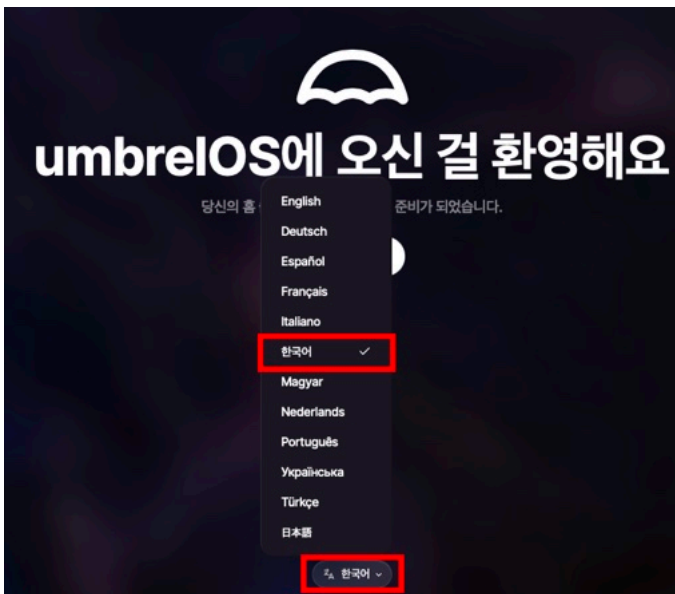 umbrelOS에 오신 걸 환영해요
당신의 홈 준비가 되었습니다.
English
Deutsch
Español
Français
Italiano
한국어
Magyar
Nederlands
Português
Українська
Türkçe
日本語
한국어